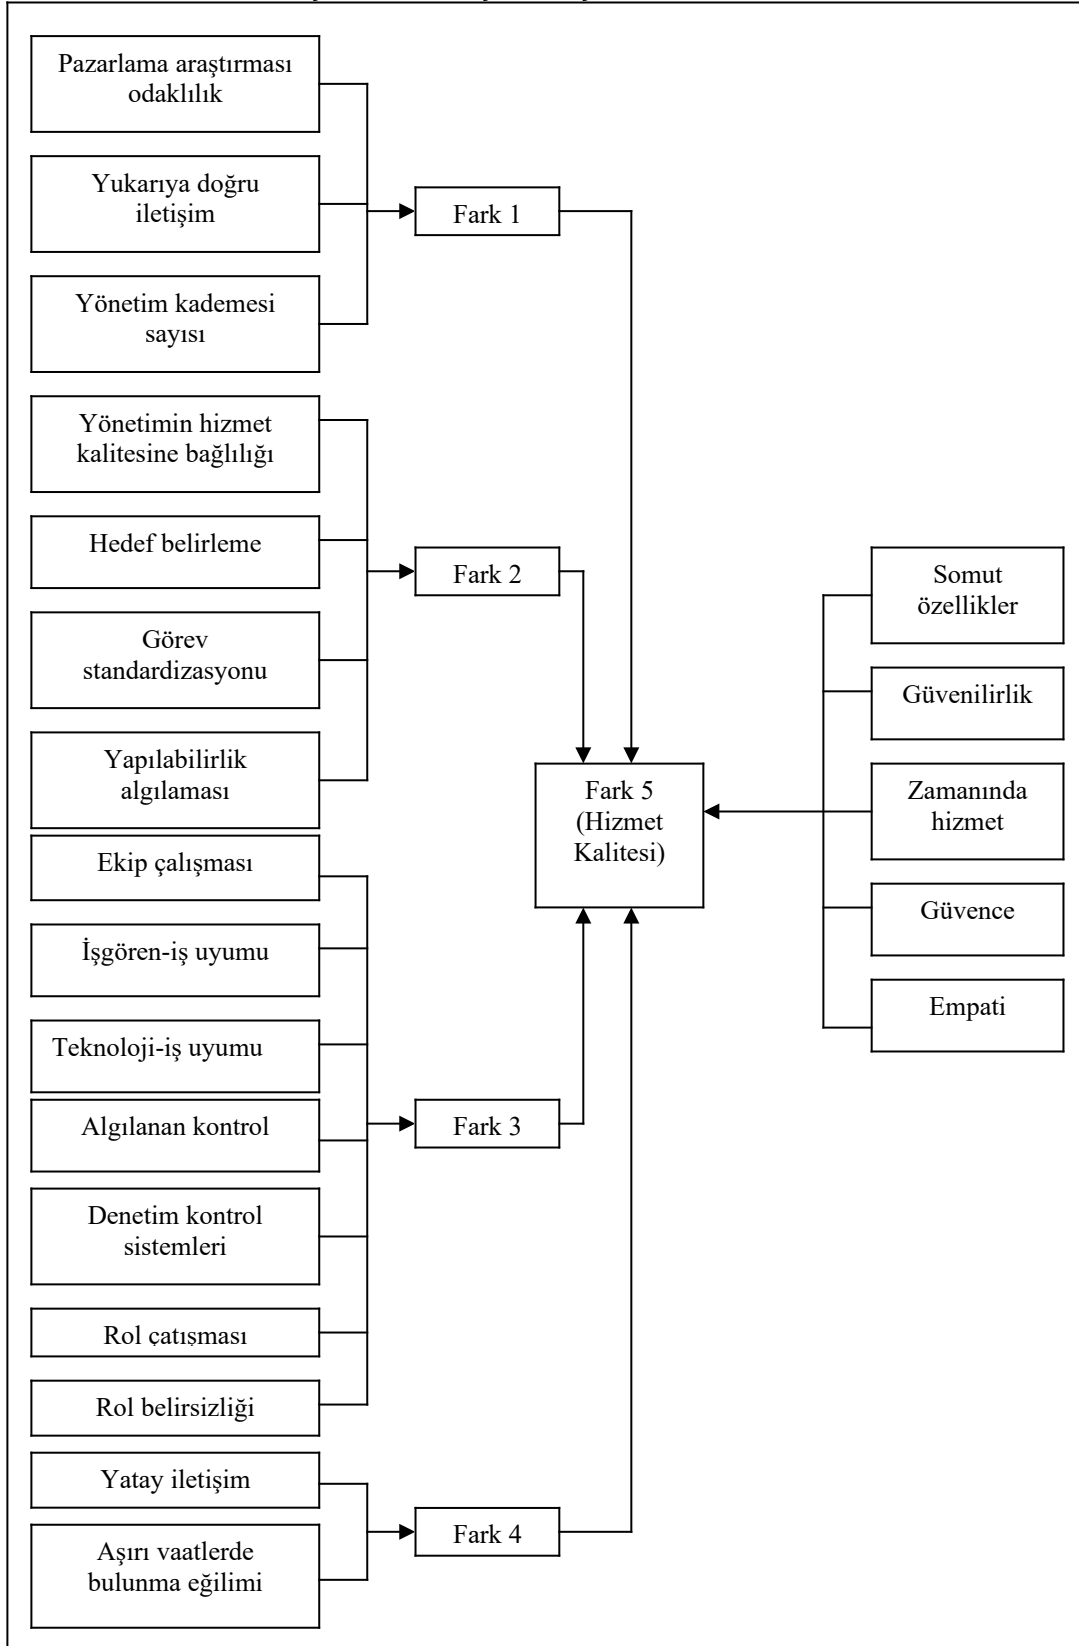 Pazarlama araştırması
odaklılık
Yukarıya doğru
iletişim
Yönetim kademesi
sayısı
Fark 1
Yönetimin hizmet
kalitesine bağlılığı
Hedef belirleme
Görev
standardizasyonu
Yapılabilirlik
algılaması
Fark 2
Ekip çalışması
İşgören-iş uyumu
Teknoloji-iş uyumu
Algılanan kontrol
Denetim kontrol
sistemleri
Rol çatışması
Rol belirsizliği
Fark 3
Yatay iletişim
Aşırı vaatlerde
bulunma eğilimi
Fark 4
Fark 5
(Hizmet
Kalitesi)
Somut
özellikler
Güvenilirlik
Zamanında
hizmet
Güvence
Empati